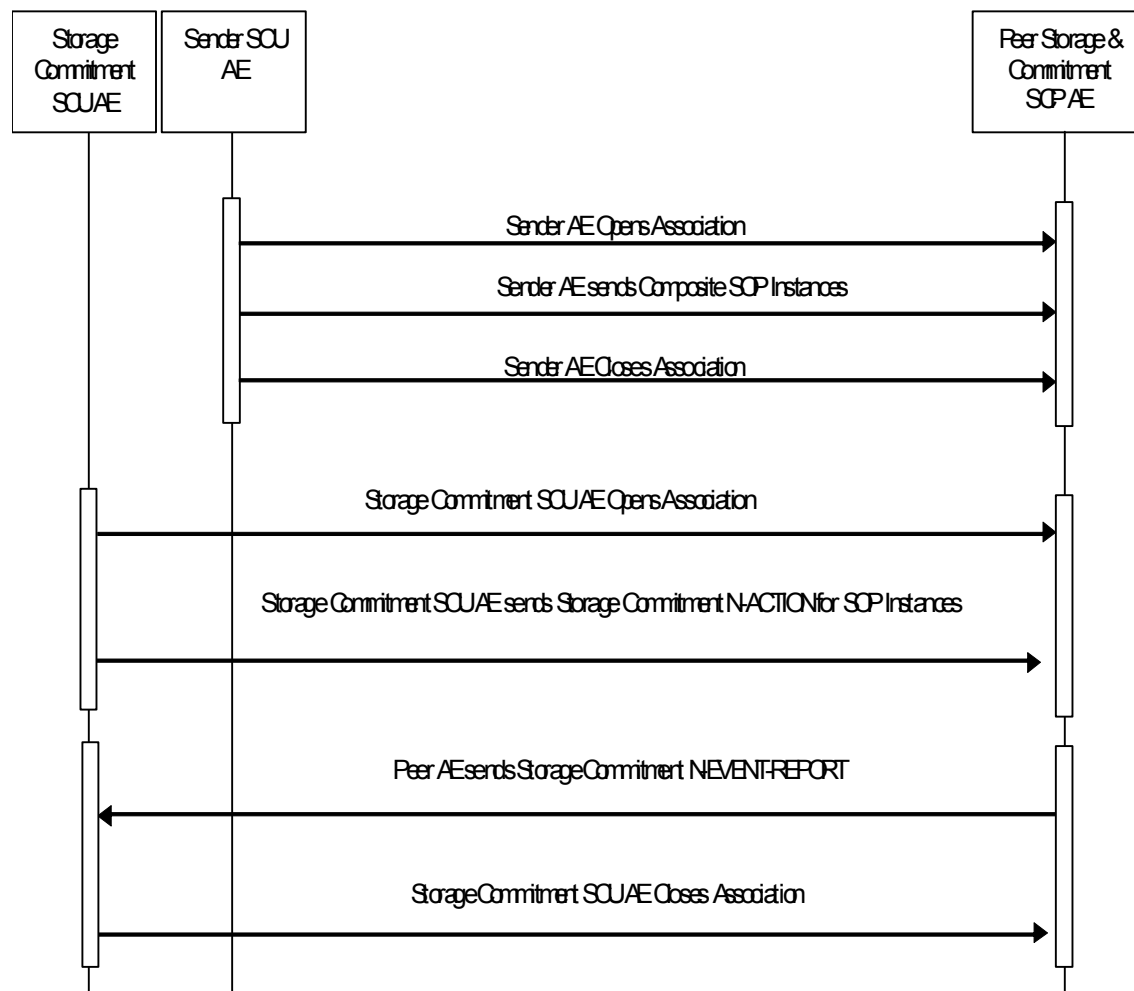 Storage
Commitment
SCU AE
Sender SCU
AE
Peer Storage &
Commitment
SCP AE
Sender AE Opens Association
Sender AE sends Composite SOP Instances
Sender AE Closes Association
Storage Commitment SCU AE Opens Association
Storage Commitment SCU AE sends Storage Commitment N-ACTION for SOP Instances
Peer AE sends Storage Commitment N-EVENT-REPORT
Storage Commitment SCU AE Closes Association